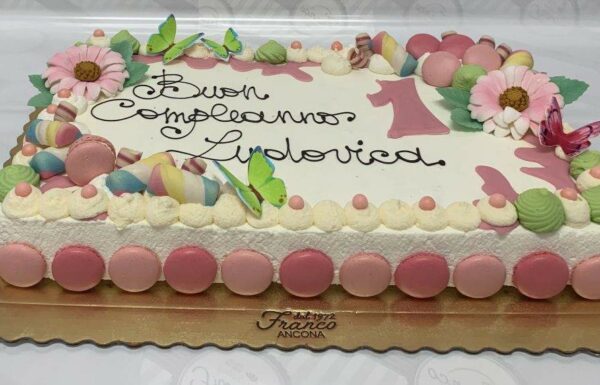 Buon
Compleanno
Ludovica
1
dal 1972
Franco
ANCONA